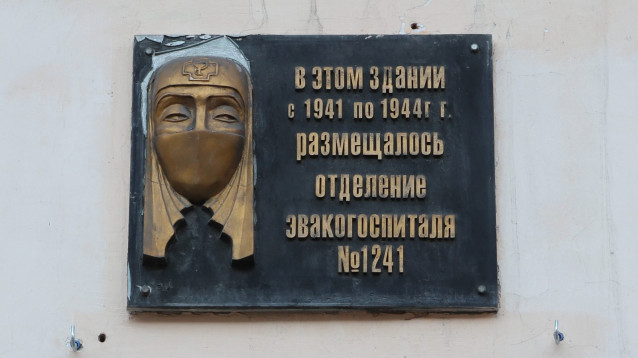 в этом здании
с 1941 по 1944г г.
размещалось
отделение
эвакогоспиталя
№1241